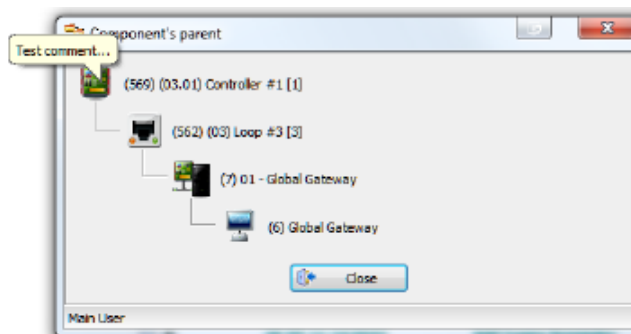 Component's parent
Test comment...
(569) (03.01) Controller #1 [1]
(562) (03) Loop #3 [3]
(7) 01 - Global Gateway
(6) Global Gateway
Close
Main User